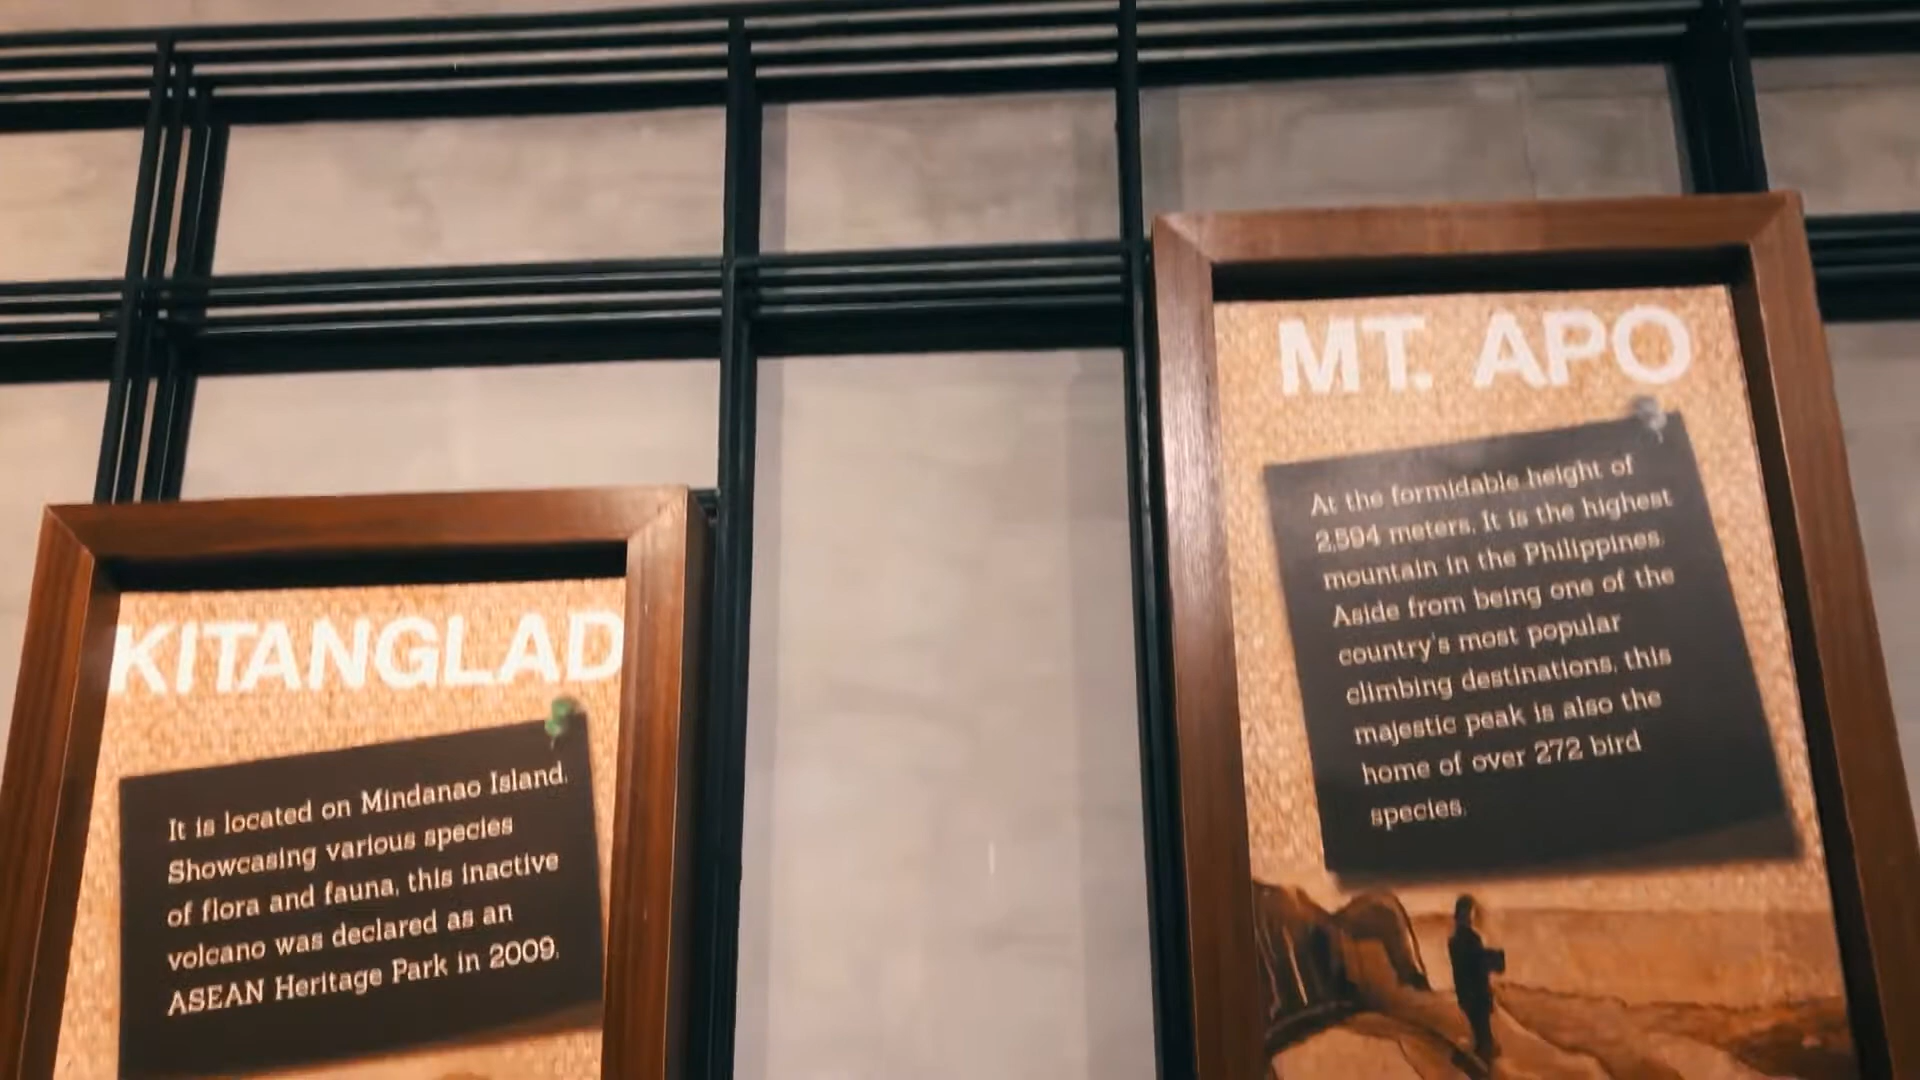 KITANGLAD
It is located on Mindanao Island.
Showcasing various species
of flora and fauna, this inactive
volcano was declared as an
ASEAN Heritage Park in 2009.
MT. APO
At the formidable height of
2,594 meters. It is the highest
mountain in the Philippines.
Aside from being one of the
country's most popular
climbing destinations, this
majestic peak is also the
home of over 272 bird
species.